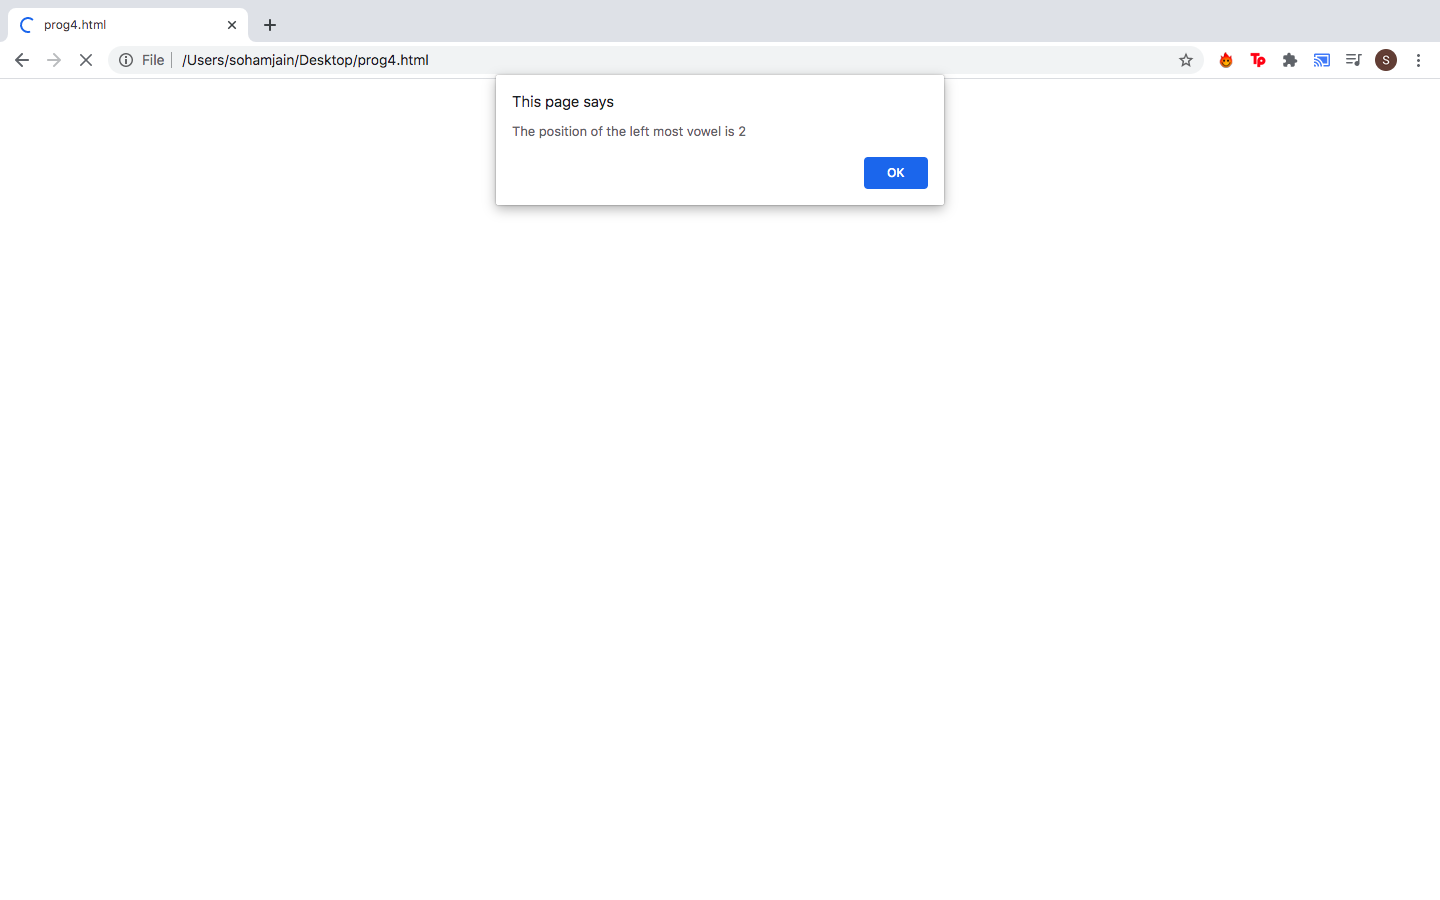 prog4.html
File
/Users/sohamjain/Desktop/prog4.html
Tp
S
This page says
The position of the left most vowel is 2
OK